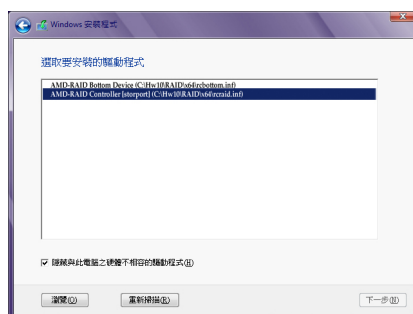 Windows 安裝程式
選取要安裝的驅動程式
AMD-RAID Bottom Device (C:\Hw10\RAID\x64\rcbottom.inf)
AMD-RAID Controller [storport] (C:\Hw10\RAID\x64\rcraid.inf)
隱藏與此電腦之硬體不相容的驅動程式(H)
瀏覽(O)
重新掃描(R)
下一步(N)